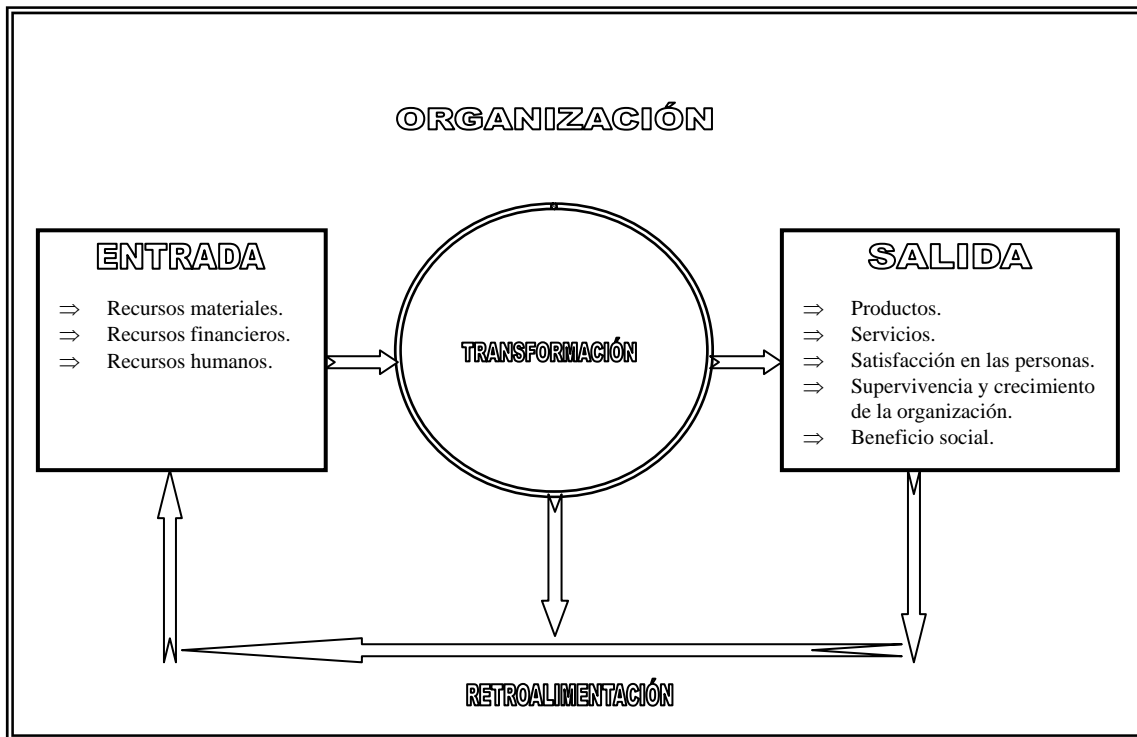 ORGANIZACIÓN
ENTRADA
⇒ Recursos materiales.
⇒ Recursos financieros.
⇒ Recursos humanos.
TRANSFORMACIÓN
SALIDA
⇒ Productos.
⇒ Servicios.
⇒ Satisfacción en las personas.
⇒ Supervivencia y crecimiento
de la organización.
⇒ Beneficio social.
RETROALIMENTACIÓN